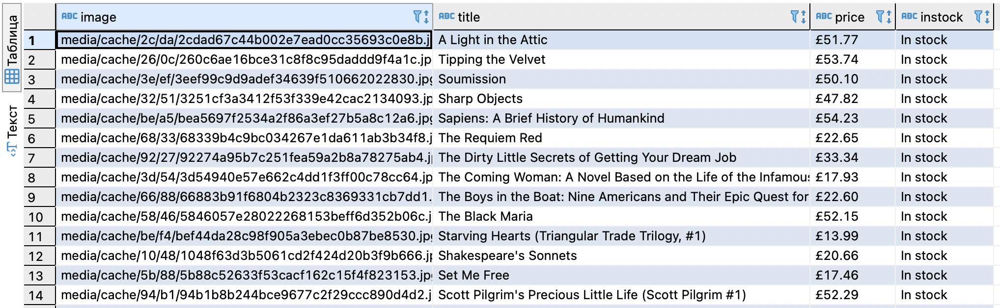 Таблица
Текст
ABC image ABC title ABC price ABC instock
1 media/cache/2c/da/2cdad67c44b002e7ead0cc35693c0e8b.j A Light in the Attic £51.77 In stock
2 media/cache/26/0c/260c6ae16bce31c8f8c95daddd9f4a1c.jp Tipping the Velvet £53.74 In stock
3 media/cache/3e/ef/3eef99c9d9adef34639f510662022830.jpg Soumission £50.10 In stock
4 media/cache/32/51/3251cf3a3412f53f339e42cac2134093.jp Sharp Objects £47.82 In stock
5 media/cache/be/a5/bea5697f2534a2f86a3ef27b5a8c12a6.jpg Sapiens: A Brief History of Humankind £54.23 In stock
6 media/cache/68/33/68339b4c9bc034267e1da611ab3b34f8.j The Requiem Red £22.65 In stock
7 media/cache/92/27/92274a95b7c251fea59a2b8a78275ab4.j The Dirty Little Secrets of Getting Your Dream Job £33.34 In stock
8 media/cache/3d/54/3d54940e57e662c4dd1f3ff00c78cc64.jp The Coming Woman: A Novel Based on the Life of the Infamous £17.93 In stock
9 media/cache/66/88/66883b91f6804b2323c8369331cb7dd1. The Boys in the Boat: Nine Americans and Their Epic Quest for £22.60 In stock
10 media/cache/58/46/5846057e28022268153beff6d352b06c.j The Black Maria £52.15 In stock
11 media/cache/be/f4/bef44da28c98f905a3ebec0b87be8530.jpg Starving Hearts (Triangular Trade Trilogy, #1) £13.99 In stock
12 media/cache/10/48/1048f63d3b5061cd2f424d20b3f9b666.jp Shakespeare's Sonnets £20.66 In stock
13 media/cache/5b/88/5b88c52633f53cacf162c15f4f823153.jpg Set Me Free £17.46 In stock
14 media/cache/94/b1/94b1b8b244bce9677c2f29ccc890d4d2.j Scott Pilgrim's Precious Little Life (Scott Pilgrim #1) £52.29 In stock